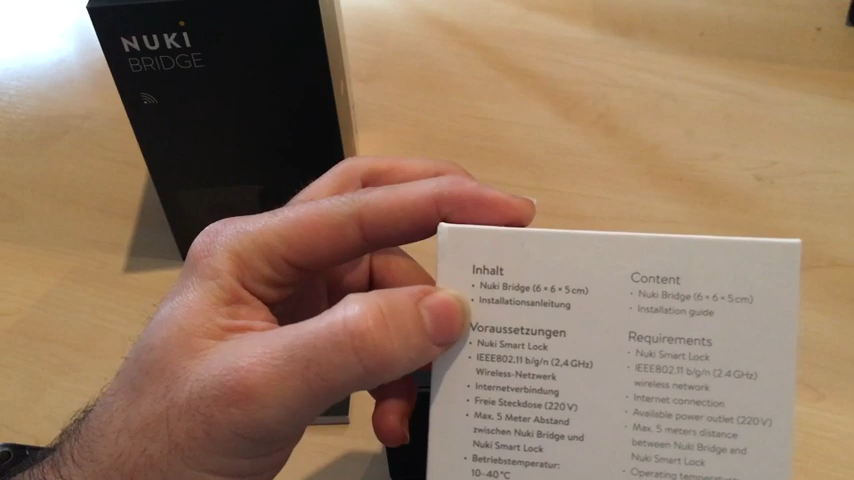 NUKI
BRIDGE
Inhalt
• Nuki Bridge (6 × 6 × 5 cm)
• Installationsanleitung
Voraussetzungen
• Nuki Smart Lock
• IEEE802.11 b/g/n (2,4 GHz)
Wireless-Netzwerk
• Internetverbindung
• Freie Steckdose (220 V)
• Max. 5 Meter Abstand
zwischen Nuki Bridge und
Nuki Smart Lock
• Betriebstemperatur:
10-40 °C
Content
• Nuki Bridge (6 × 6 × 5 cm)
• Installation guide
Requirements
• Nuki Smart Lock
• IEEE802.11 b/g/n (2.4 GHz)
wireless network
• Internet connection
• Available power outlet (220 V)
• Max. 5 meters distance
between Nuki Bridge and
Nuki Smart Lock
• Operating temperature